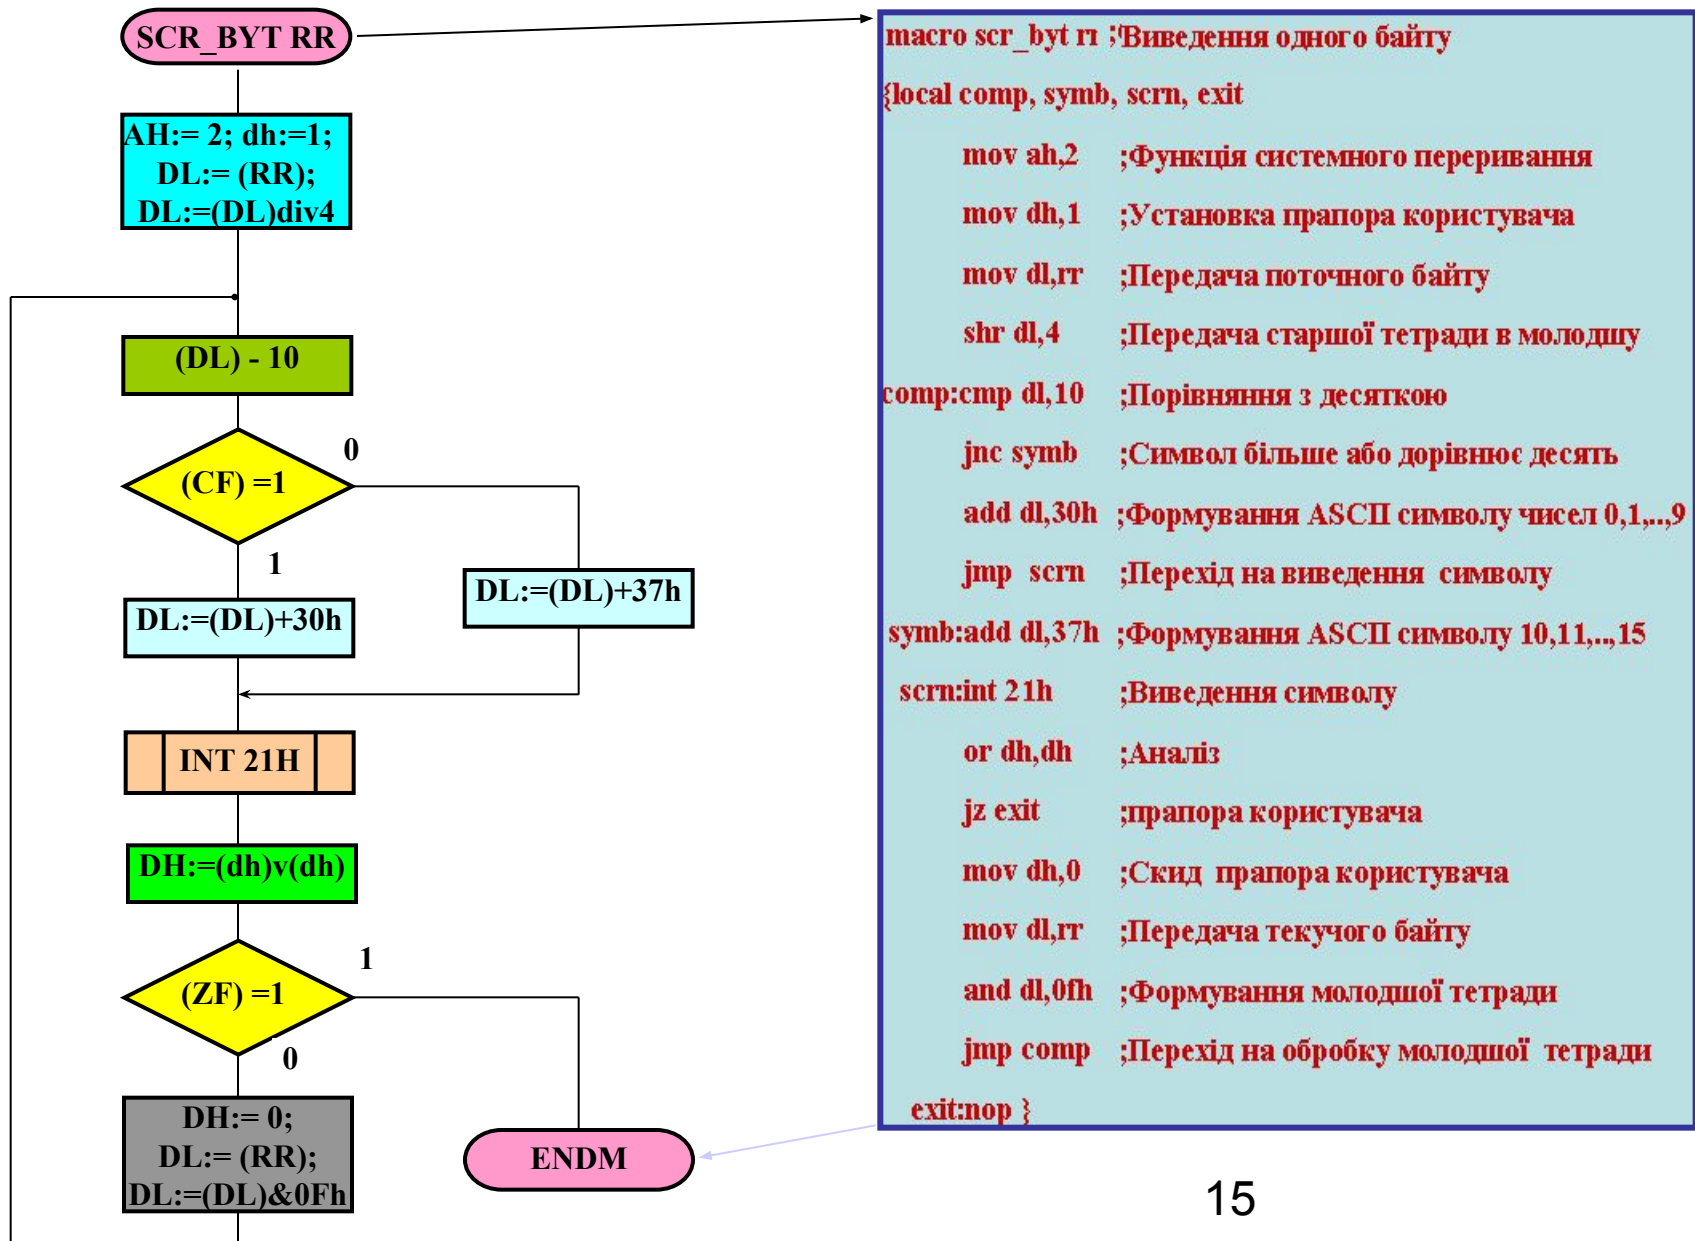 SCR_BYT RR
AH:= 2; dh:=1;
DL:= (RR);
DL:=(DL)div4
(DL) - 10
(CF) =1
0
1
DL:=(DL)+30h
DL:=(DL)+37h
INT 21H
DH:=(dh)v(dh)
(ZF) =1
1
0
DH:= 0;
DL:= (RR);
DL:=(DL)&0Fh
ENDM
macro scr_byt rr ;'Виведення одного байту
{local comp, symb, scrn, exit
mov ah,2 ;Функція системного переривання
mov dh,1 ;Установка прапора користувача
mov dl,rr ;Передача поточного байту
shr dl,4 ;Передача старшої тетради в молодшу
comp:cmp dl,10 ;Порівняння з десяткою
jnc symb ;Символ більше або дорівнює десять
add dl,30h ;Формування ASCII символу чисел 0,1,..,9
jmp scrn ;Перехід на виведення символу
symb:add dl,37h ;Формування ASCII символу 10,11,..,15
scrn:int 21h ;Виведення символу
or dh,dh ;Аналіз
jz exit ;прапора користувача
mov dh,0 ;Скид прапора користувача
mov dl,rr ;Передача текучого байту
and dl,0fh ;Формування молодшої тетради
jmp comp ;Перехід на обробку молодшої тетради
exit:nop }
15